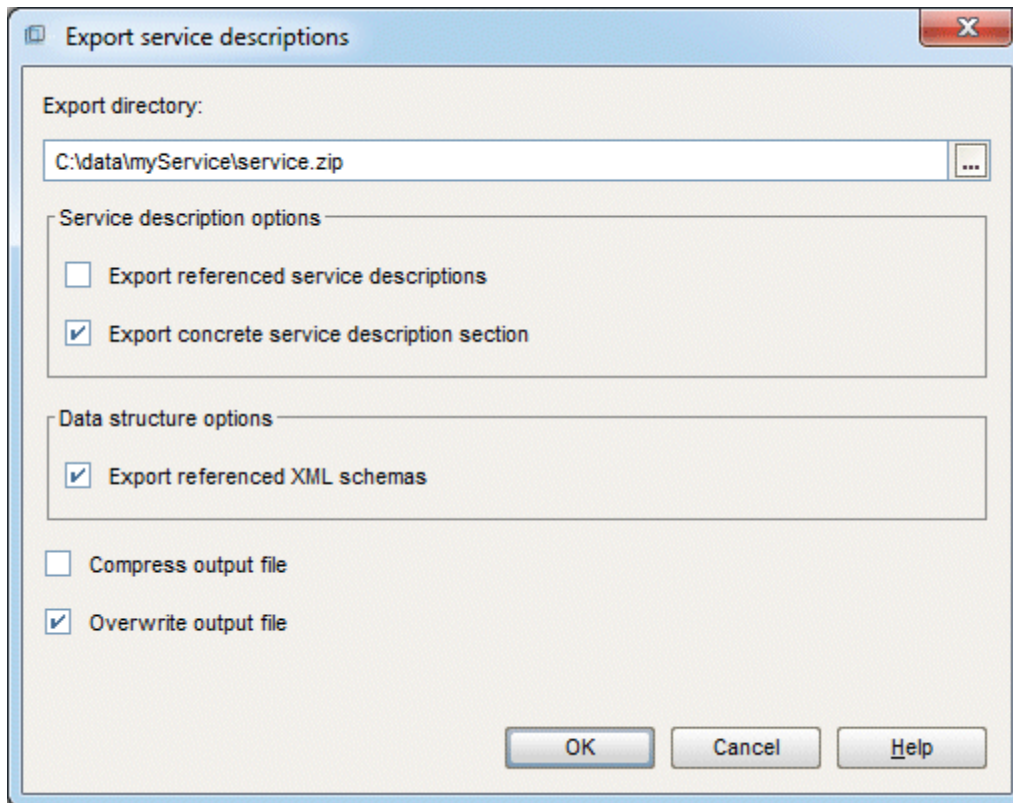 Export service descriptions
Export directory:
C:\data\myService\service.zip
...
Service description options
Export referenced service descriptions
Export concrete service description section
Data structure options
Export referenced XML schemas
Compress output file
Overwrite output file
OK
Cancel
Help